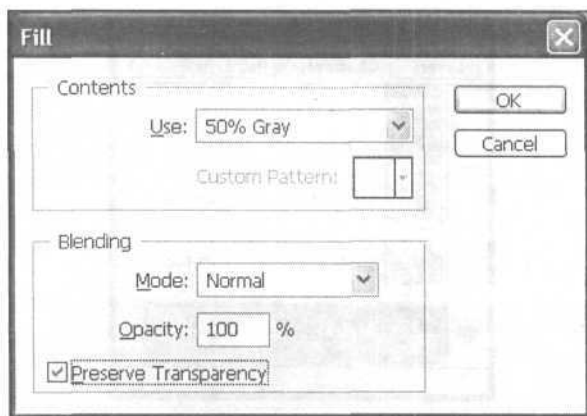 Fill
Contents
OK
Use: 50% Gray
Cancel
Custom Pattern:
Blending
Mode: Normal
Opacity: 100 %
Preserve Transparency